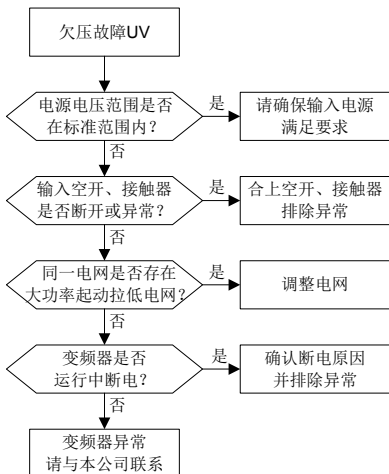 欠压故障UV
电源电压范围是否
在标准范围内？
是
请确保输入电源
满足要求
否
输入空开、接触器
是否断开或异常？
是
合上空开、接触器
排除异常
否
同一电网是否存在
大功率起动拉低电网？
是
调整电网
否
变频器是否
运行中断电？
是
确认断电原因
并排除异常
否
变频器异常
请与本公司联系